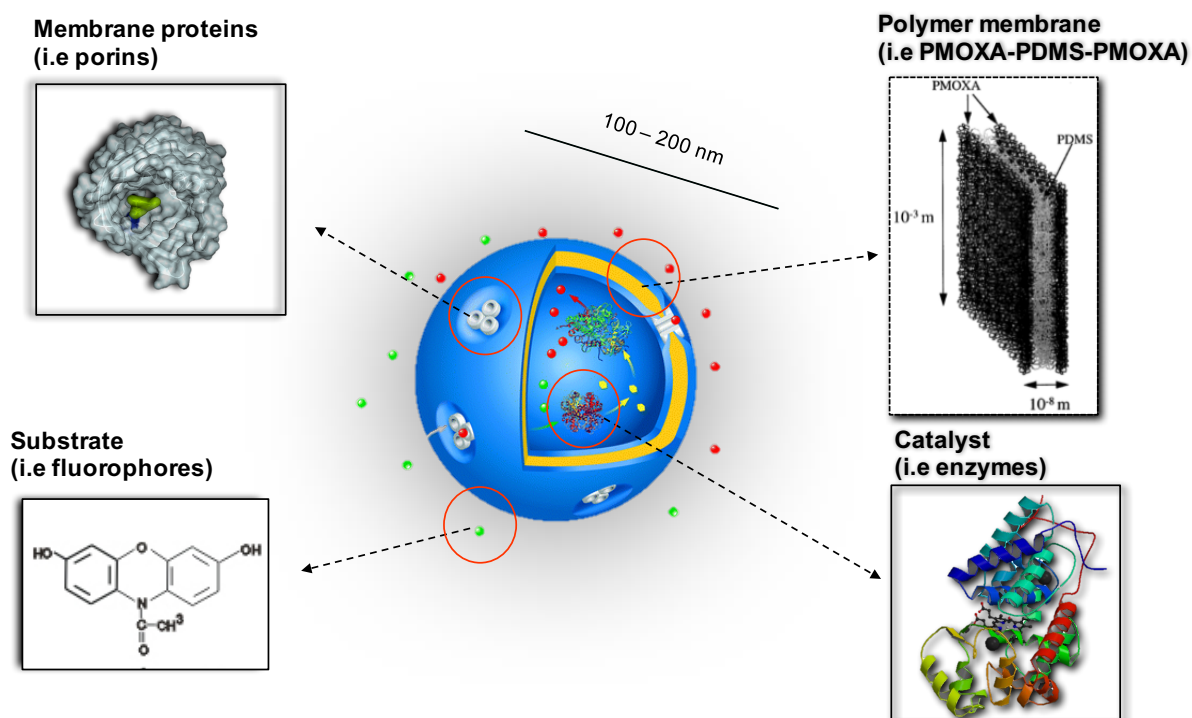 Membrane proteins
(i.e porins)
Polymer membrane
(i.e PMOXA-PDMS-PMOXA)
100 – 200 nm
PMOXA
PDMS
10⁻³ m
10⁻⁸ m
Substrate
(i.e fluorophores)
HO
O
OH
N
C
CH³
O
Catalyst
(i.e enzymes)